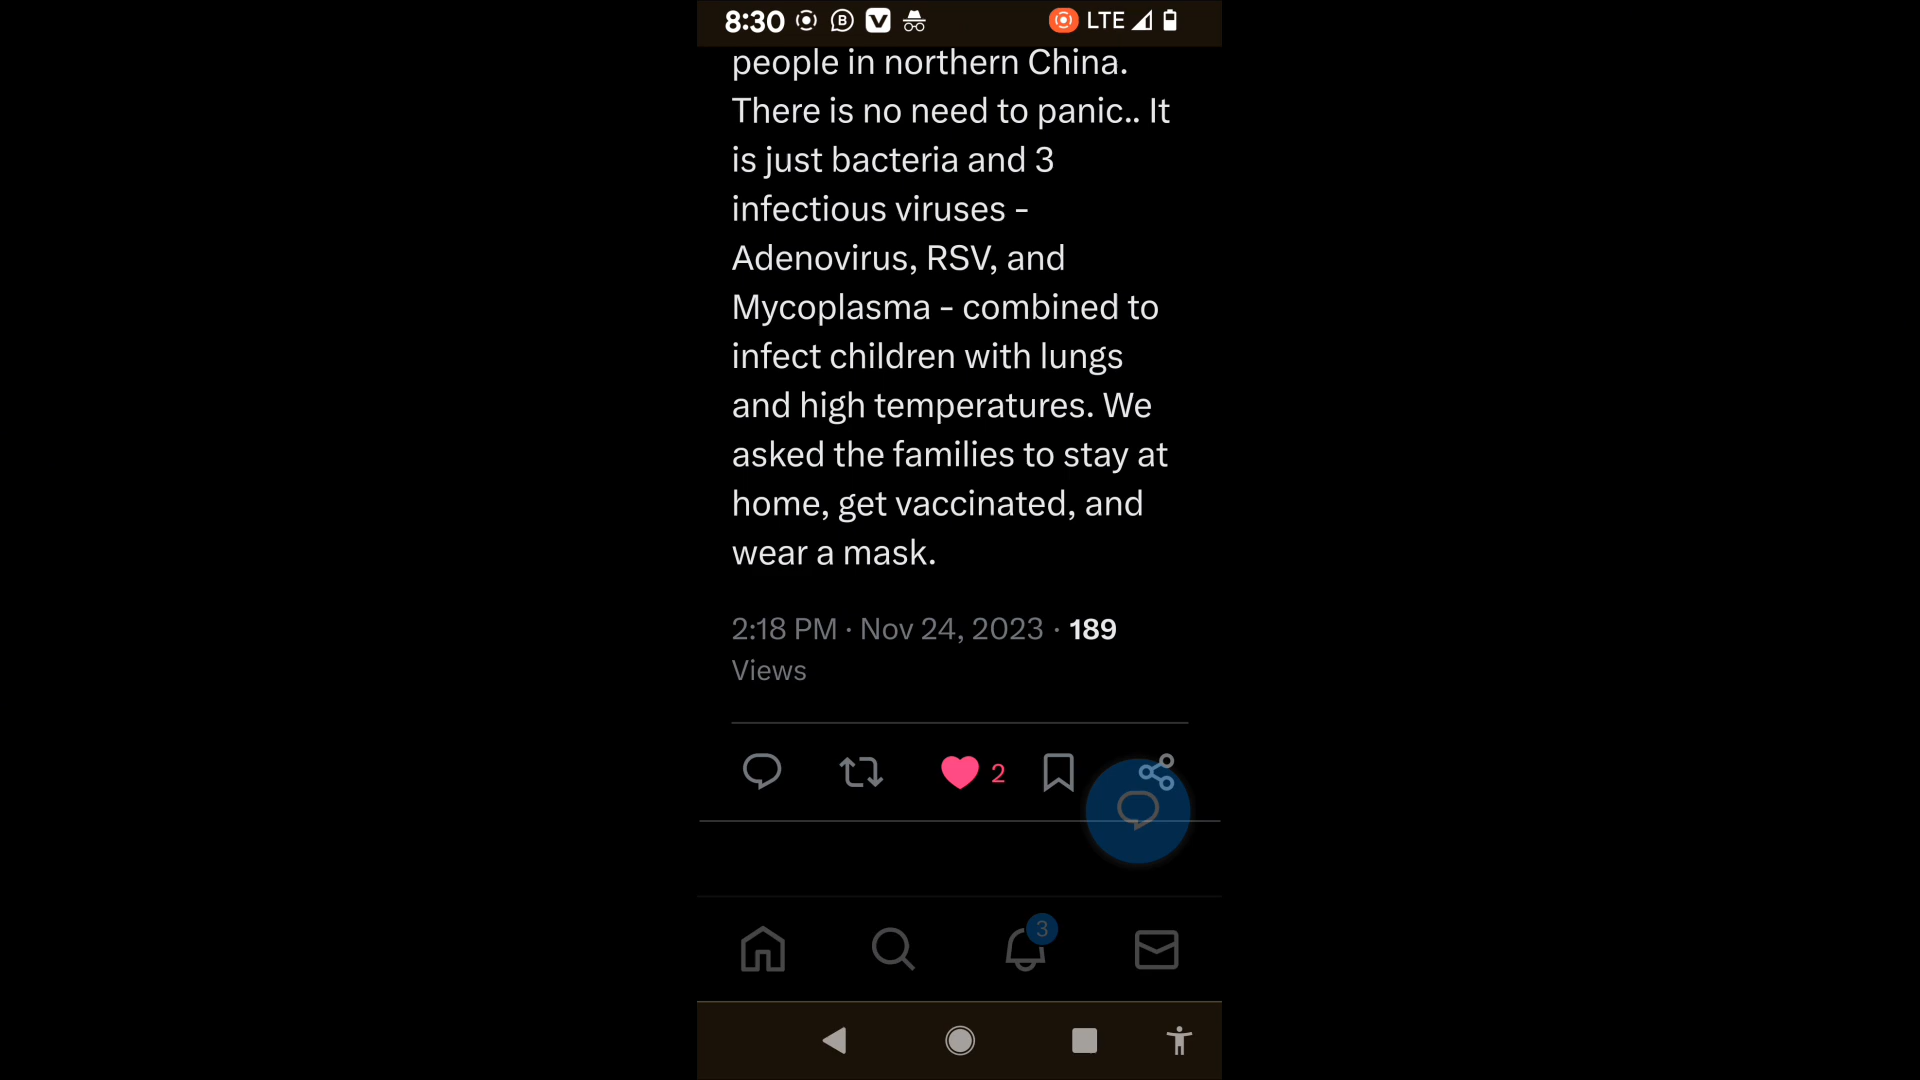 8:30 LTE
people in northern China.
There is no need to panic.. It
is just bacteria and 3
infectious viruses -
Adenovirus, RSV, and
Mycoplasma - combined to
infect children with lungs
and high temperatures. We
asked the families to stay at
home, get vaccinated, and
wear a mask.
2:18 PM · Nov 24, 2023 · 189
Views
2
3